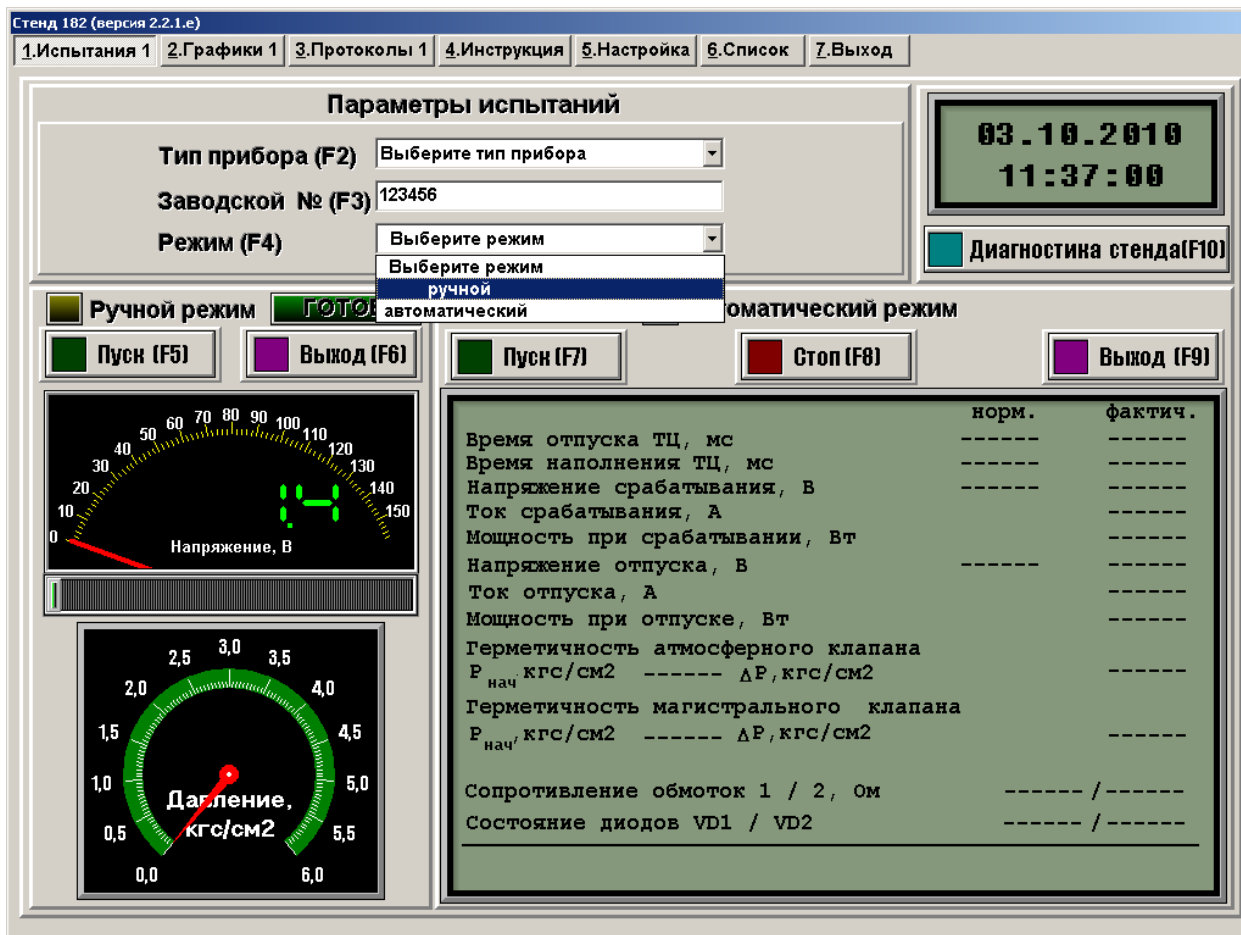 Стенд 182 (версия 2.2.1.e)
1.Испытания 1 2.Графики 1 3.Протоколы 1 4.Инструкция 5.Настройка 6.Список 7.Выход
Параметры испытаний
Тип прибора (F2) Выберите тип прибора
Заводской № (F3) 123456
Режим (F4) Выберите режим
Выберите режим
ручной
автоматический
03.10.2010
11:37:00
Диагностика стенда(F10)
Ручной режим
Пуск (F5) Выход (F6)
режим
Пуск (F7) Стоп (F8) Выход (F9)
0 10 20 30 40 50 60 70 80 90 100 110 120 130 140 150
Напряжение, В
0,0 0,5 1,0 1,5 2,0 2,5 3,0 3,5 4,0 4,5 5,0 5,5 6,0
Давление,
кгс/см2
норм. фактич.
Время отпуска ТЦ, мс ------ ------
Время наполнения ТЦ, мс ------ ------
Напряжение срабатывания, В ------ ------
Ток срабатывания, А ------
Мощность при срабатывании, Вт ------
Напряжение отпуска, В ------ ------
Ток отпуска, А ------
Мощность при отпуске, Вт ------
Герметичность атмосферного клапана
Pнач, кгс/см2 ------ ΔP,кгс/см2 ------
Герметичность магистрального клапана
Pнач, кгс/см2 ------ ΔP,кгс/см2 ------
Сопротивление обмоток 1 / 2, Ом ------ /------
Состояние диодов VD1 / VD2 ------ /------